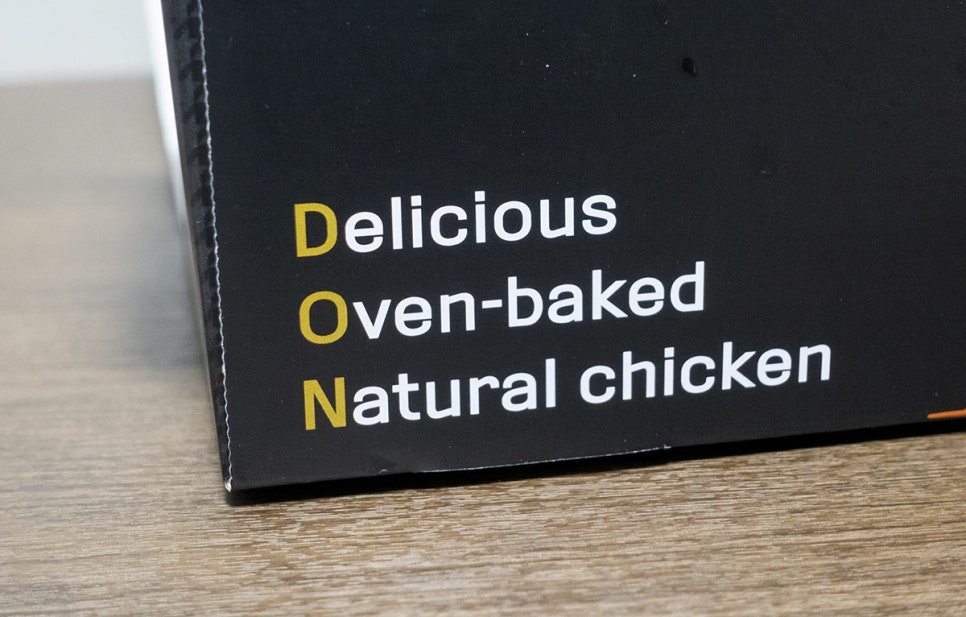 Delicious
Oven-baked
Natural chicken